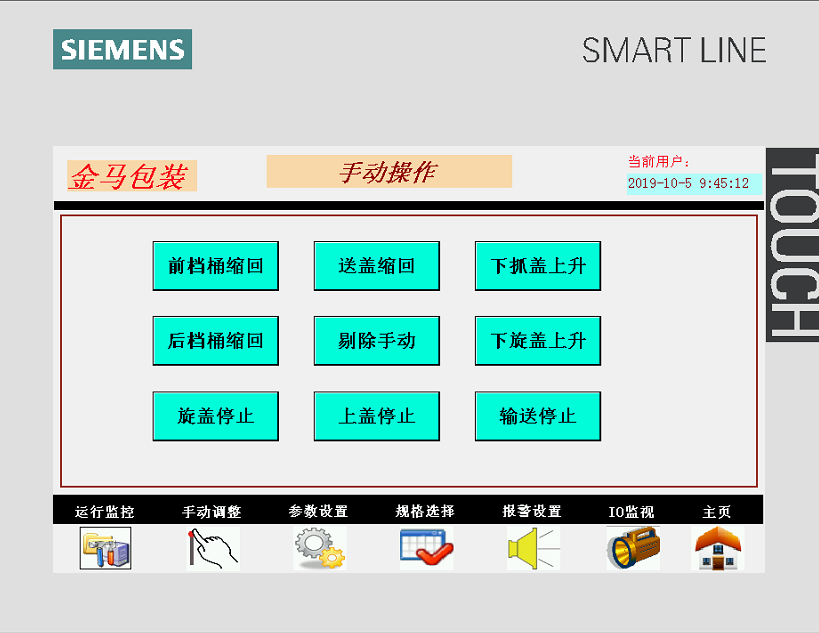 SIEMENS
SMART LINE
金马包装
手动操作
当前用户:
2019-10-5 9:45:12
TOUCH
前档桶缩回 送盖缩回 下抓盖上升
后档桶缩回 剔除手动 下旋盖上升
旋盖停止 上盖停止 输送停止
运行监控 手动调整 参数设置 规格选择 报警设置 IO监视 主页